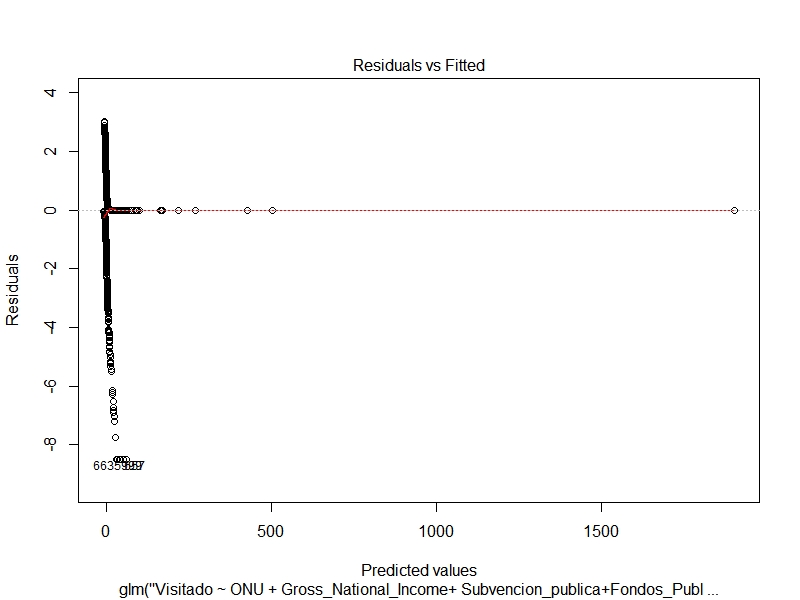 Residuals vs Fitted
4
2
0
-2
-4
-6
-8
Residuals
0
500
1000
1500
Predicted values
glm("Visitado ~ ONU + Gross_National_Income+ Subvencion_publica+Fondos_Publ ...